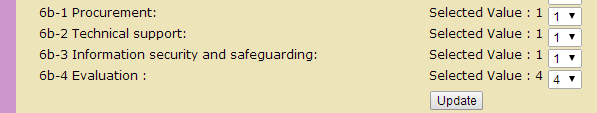 6b-1 Procurement: Selected Value : 1 1
6b-2 Technical support: Selected Value : 1 1
6b-3 Information security and safeguarding: Selected Value : 1 1
6b-4 Evaluation : Selected Value : 4 4
Update